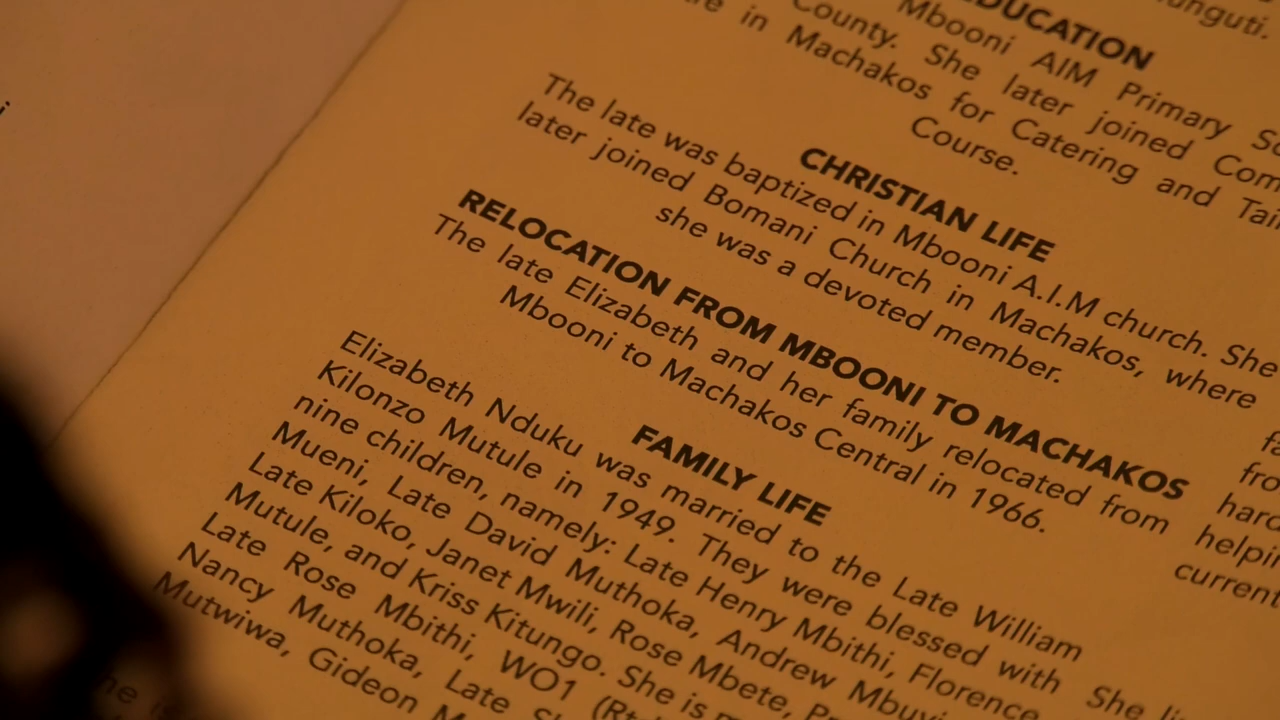 DUCATION
Mbooni AIM Primary
County. She later joined
in Machakos for Catering and
Course.
CHRISTIAN LIFE
The late was baptized in Mbooni A.I.M church. She
later joined Bomani Church in Machakos, where
she was a devoted member.
RELOCATION FROM MBOONI TO MACHAKOS
The late Elizabeth and her family relocated from
Mbooni to Machakos Central in 1966.
FAMILY LIFE
Elizabeth Nduku was married to the Late William
Kilonzo Mutule in 1949. They were blessed with
nine children, namely: Late Henry Mbithi, Florence
Mueni, Late David Muthoka, Andrew Mbuvi
Late Kiloko, Janet Mwili, Rose Mbete,
Mutule, and Kriss Kitungo. She is
Late Rose Mbithi, WO1
Nancy Muthoka, Late
Mutwiwa, Gideon
current
She